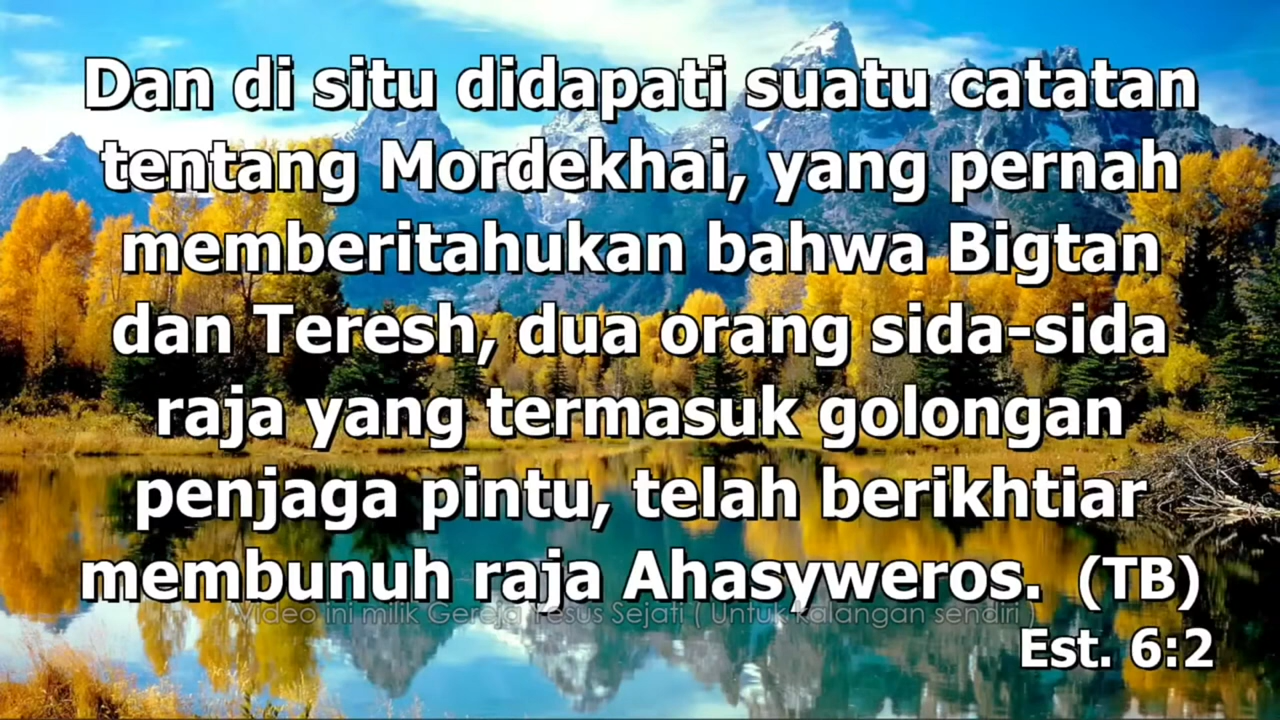 Dan di situ didapati suatu catatan
tentang Mordekhai, yang pernah
memberitahukan bahwa Bigtan
dan Teresh, dua orang sida-sida
raja yang termasuk golongan
penjaga pintu, telah berikhtiar
membunuh raja Ahasyweros. (TB)
Video ini milik Gereja Yesus Sejati ( Untuk kalangan sendiri )
Est. 6:2